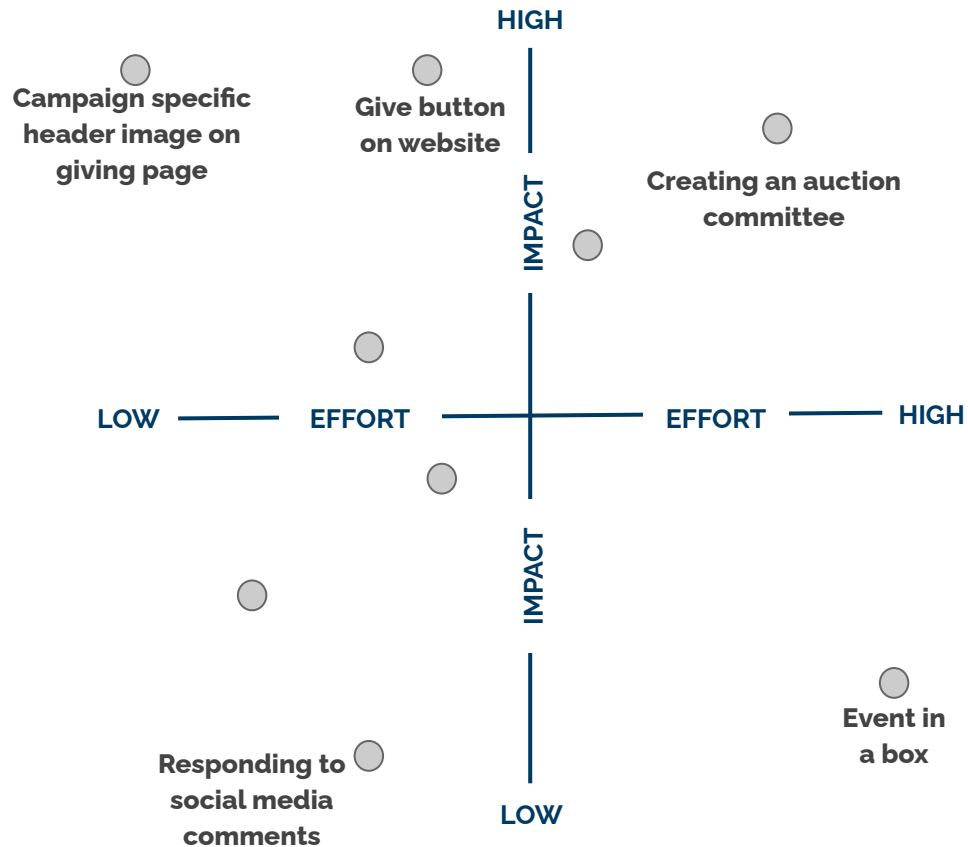 HIGH
Campaign specific
header image on
giving page
Give button
on website
Creating an auction
committee
IMPACT
LOW
EFFORT
EFFORT
HIGH
IMPACT
Event in
a box
Responding to
social media
comments
LOW